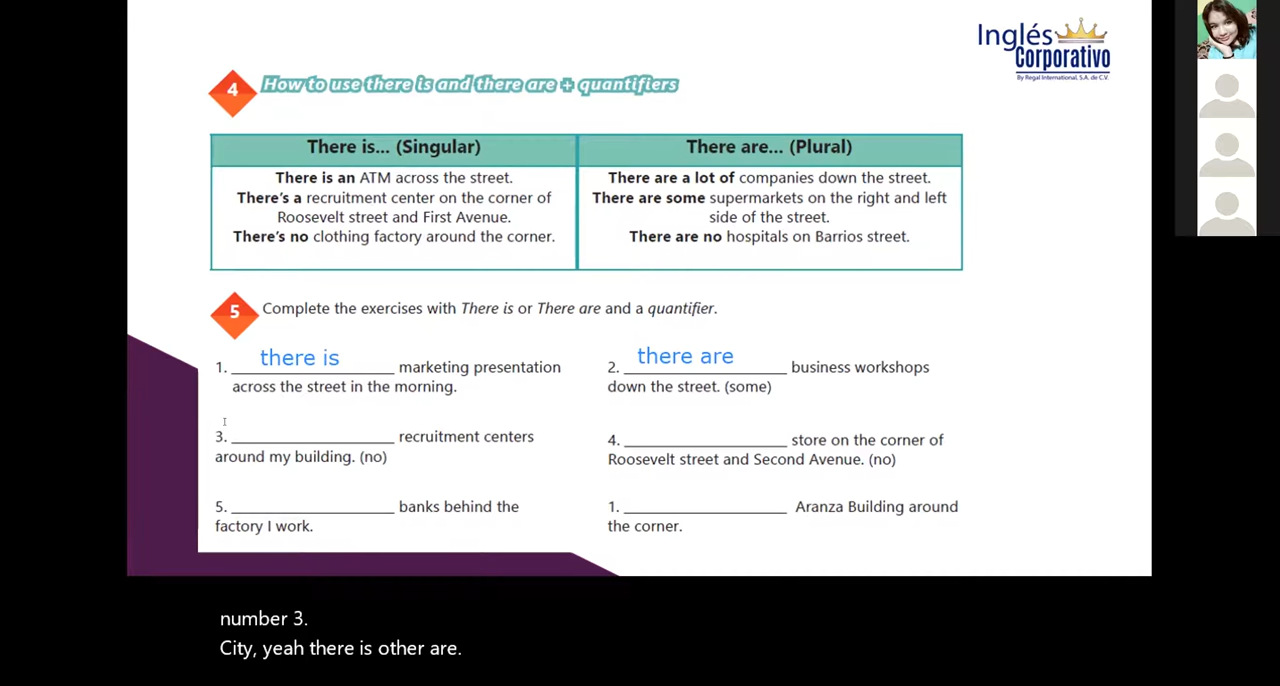 Inglés
Corporativo
By Regal International, S.A. de C.V.
4 How to use there is and there are + quantifiers
There is... (Singular)
There is an ATM across the street.
There's a recruitment center on the corner of
Roosevelt street and First Avenue.
There's no clothing factory around the corner.
There are... (Plural)
There are a lot of companies down the street.
There are some supermarkets on the right and left
side of the street.
There are no hospitals on Barrios street.
5 Complete the exercises with There is or There are and a quantifier.
1. there is marketing presentation
across the street in the morning.
2. there are business workshops
down the street. (some)
3. ____________ recruitment centers
around my building. (no)
4. ____________ store on the corner of
Roosevelt street and Second Avenue. (no)
5. ____________ banks behind the
factory I work.
1. ____________ Aranza Building around
the corner.
number 3.
City, yeah there is other are.